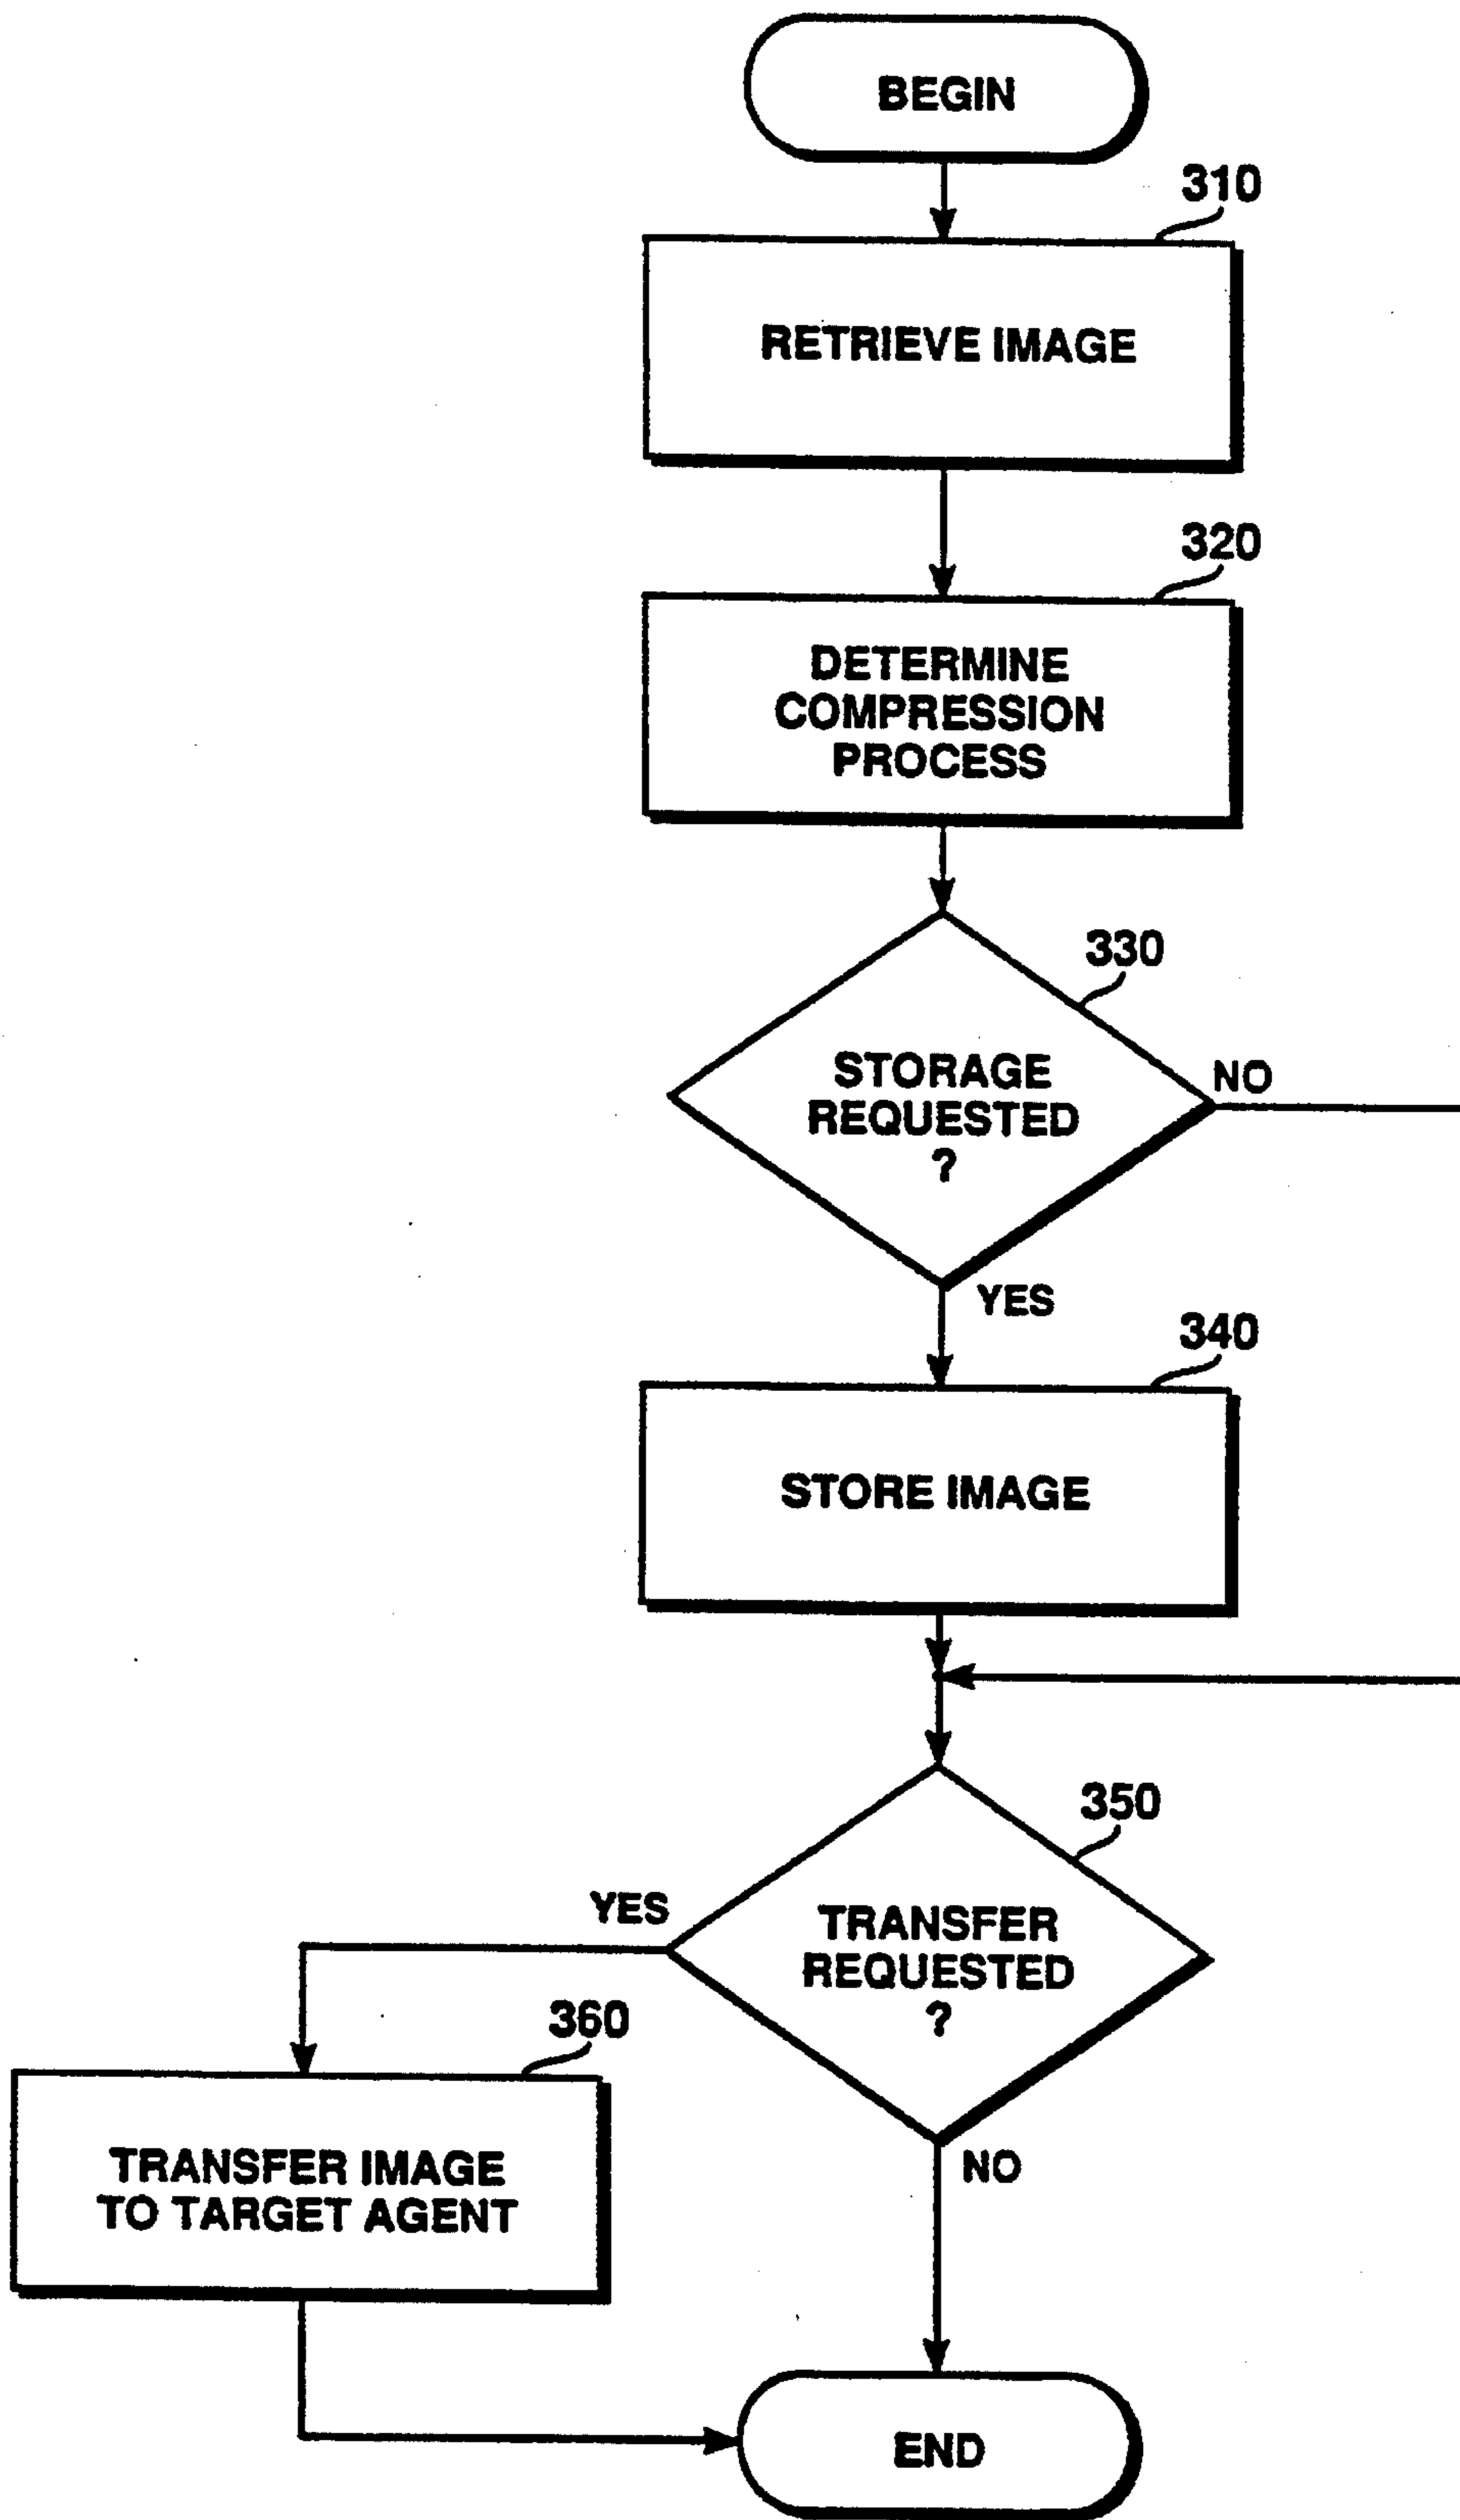 BEGIN
310
RETRIEVE IMAGE
320
DETERMINE
COMPRESSION
PROCESS
330
STORAGE
REQUESTED
?
NO
YES
340
STORE IMAGE
350
YES
TRANSFER
REQUESTED
?
360
NO
TRANSFER IMAGE
TO TARGET AGENT
END